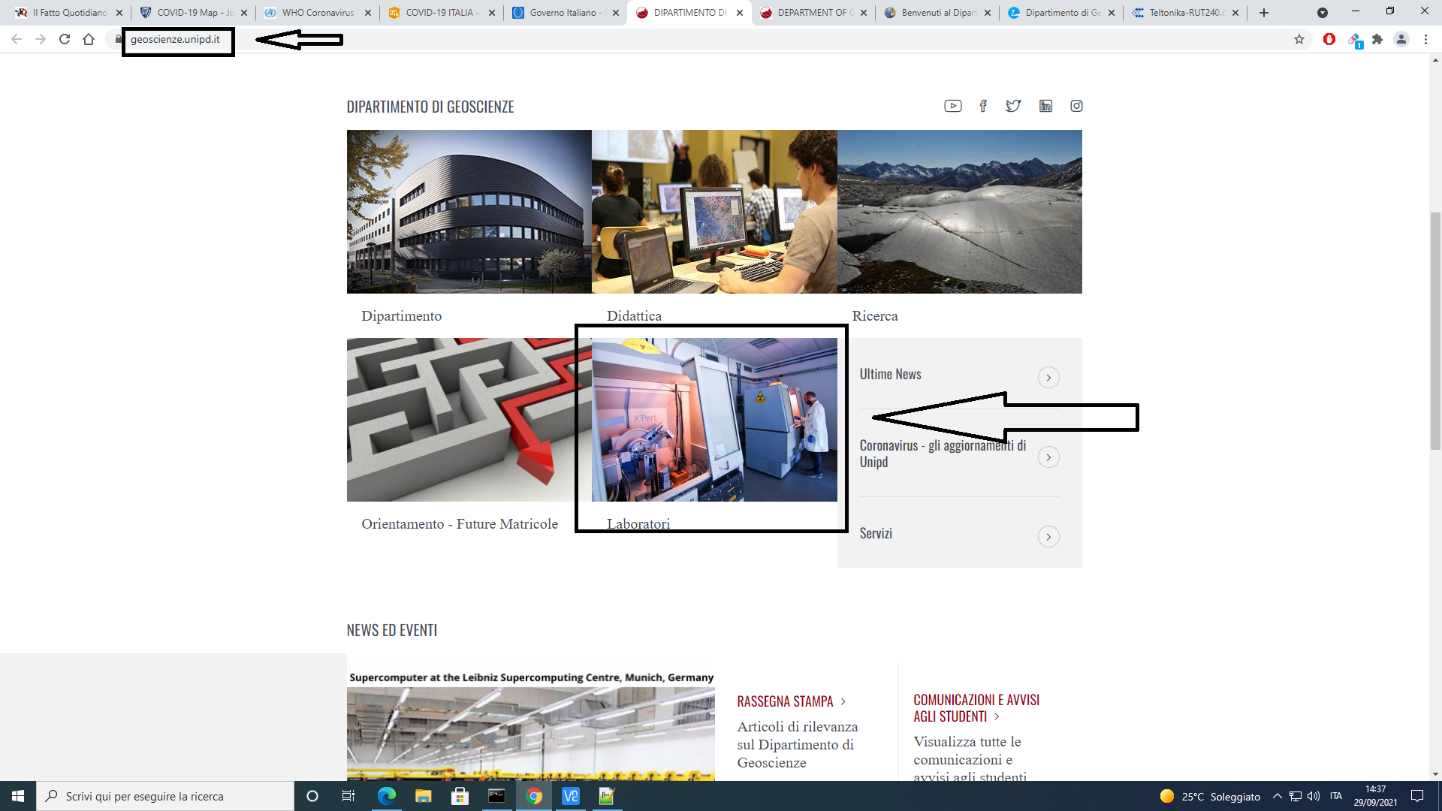 Il Fatto Quotidiano
COVID-19 Map - Jo
WHO Coronavirus
COVID-19 ITALIA -
Governo Italiano -
DIPARTIMENTO DI
DEPARTMENT OF G
Benvenuti al Dipart
Dipartimento di Ge
Teltonika-RUT240.c
geoscienze.unipd.it
1
DIPARTIMENTO DI GEOSCIENZE
Dipartimento
Didattica
Ricerca
X'Pert
Ultime News
Coronavirus - gli aggiornamenti di
Unipd
Servizi
Orientamento - Future Matricole
Laboratori
NEWS ED EVENTI
Supercomputer at the Leibniz Supercomputing Centre, Munich, Germany
RASSEGNA STAMPA
Articoli di rilevanza
sul Dipartimento di
Geoscienze
COMUNICAZIONI E AVVISI
AGLI STUDENTI
Visualizza tutte le
comunicazioni e
avvisi agli studenti
Scrivi qui per eseguire la ricerca
25°C Soleggiato
ITA
14:37
29/09/2021